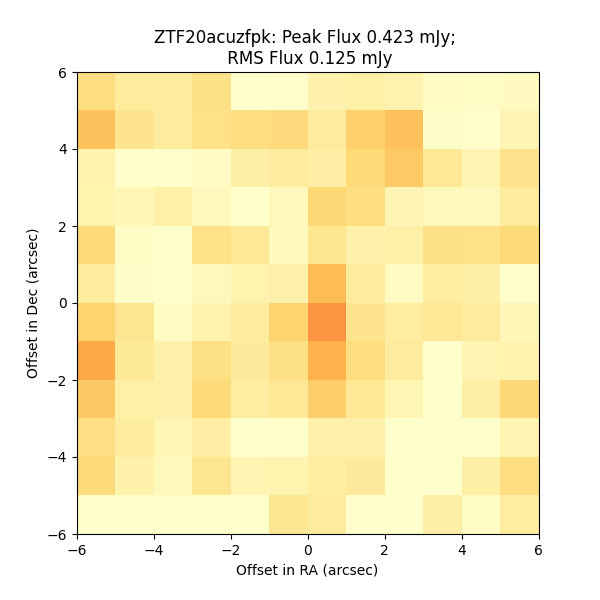 ZTF20acuzfpk: Peak Flux 0.423 mJy;
RMS Flux 0.125 mJy
6
4
2
0
−2
−4
−6
Offset in Dec (arcsec)
−6 −4 −2 0 2 4 6
Offset in RA (arcsec)